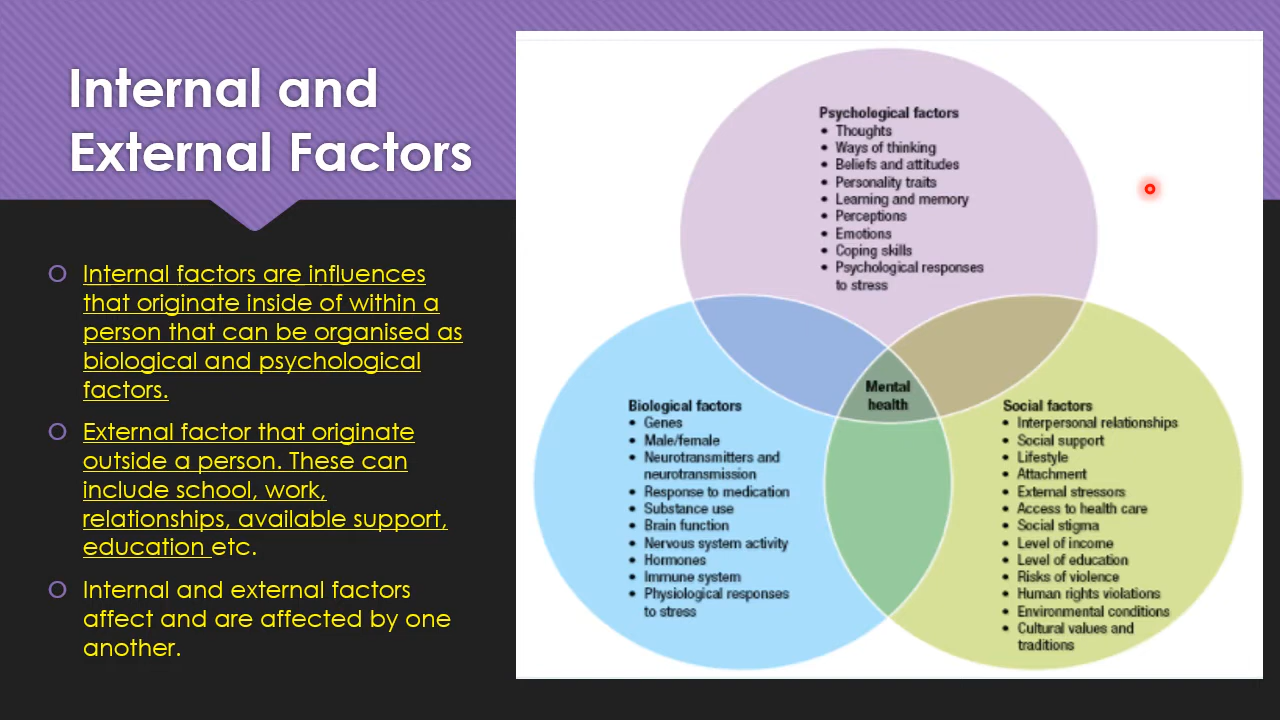 Internal and
External Factors
O Internal factors are influences
that originate inside of within a
person that can be organised as
biological and psychological
factors.
O External factor that originate
outside a person. These can
include school, work,
relationships, available support,
education etc.
O Internal and external factors
affect and are affected by one
another.
Psychological factors
• Thoughts
• Ways of thinking
• Beliefs and attitudes
• Personality traits
• Learning and memory
• Perceptions
• Emotions
• Coping skills
• Psychological responses
to stress
Mental
health
Biological factors
• Genes
• Male/female
• Neurotransmitters and
neurotransmission
• Response to medication
• Substance use
• Brain function
• Nervous system activity
• Hormones
• Immune system
• Physiological responses
to stress
Social factors
• Interpersonal relationships
• Social support
• Lifestyle
• Attachment
• External stressors
• Access to health care
• Social stigma
• Level of income
• Level of education
• Risks of violence
• Human rights violations
• Environmental conditions
• Cultural values and
traditions